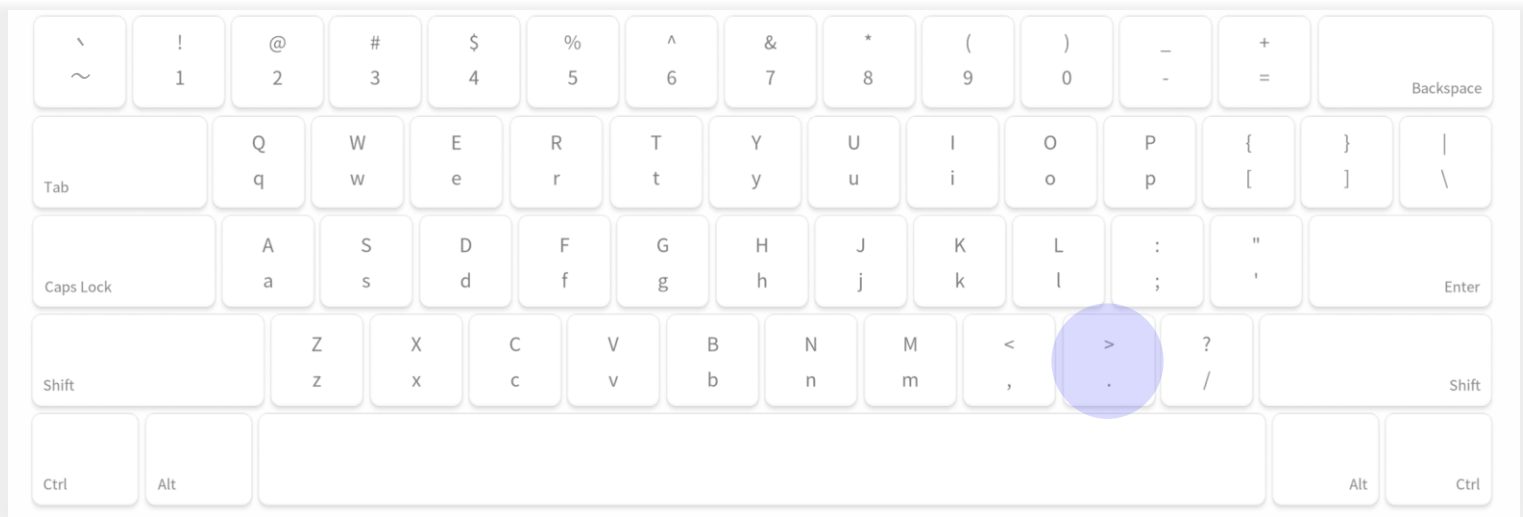 、 ! @ # $ % ^ & * ( ) _ +
～ 1 2 3 4 5 6 7 8 9 0 - = Backspace
Q W E R T Y U I O P { } |
Tab q w e r t y u i o p [ ] \
A S D F G H J K L : "
Caps Lock a s d f g h j k l ; ' Enter
Z X C V B N M < > ?
Shift z x c v b n m , . / Shift
Ctrl Alt Alt Ctrl